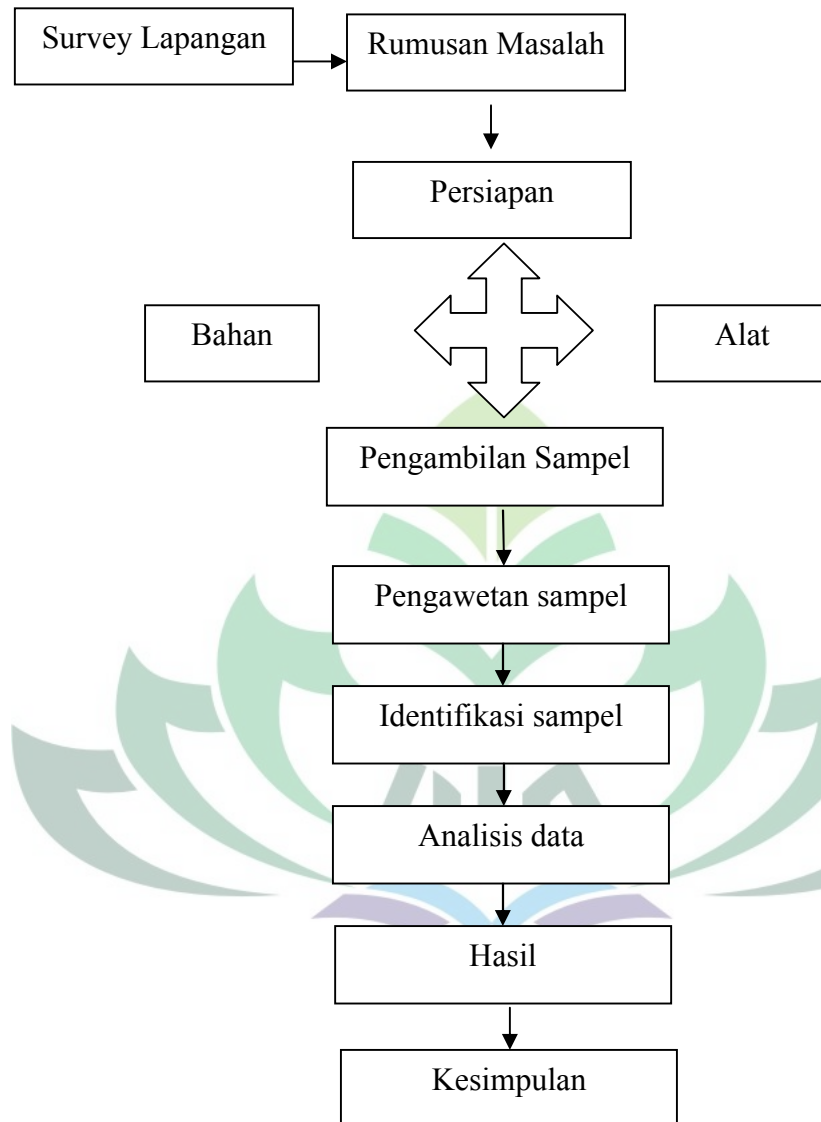 Survey Lapangan
Rumusan Masalah
Persiapan
Bahan
Alat
Pengambilan Sampel
Pengawetan sampel
Identifikasi sampel
Analisis data
Hasil
Kesimpulan